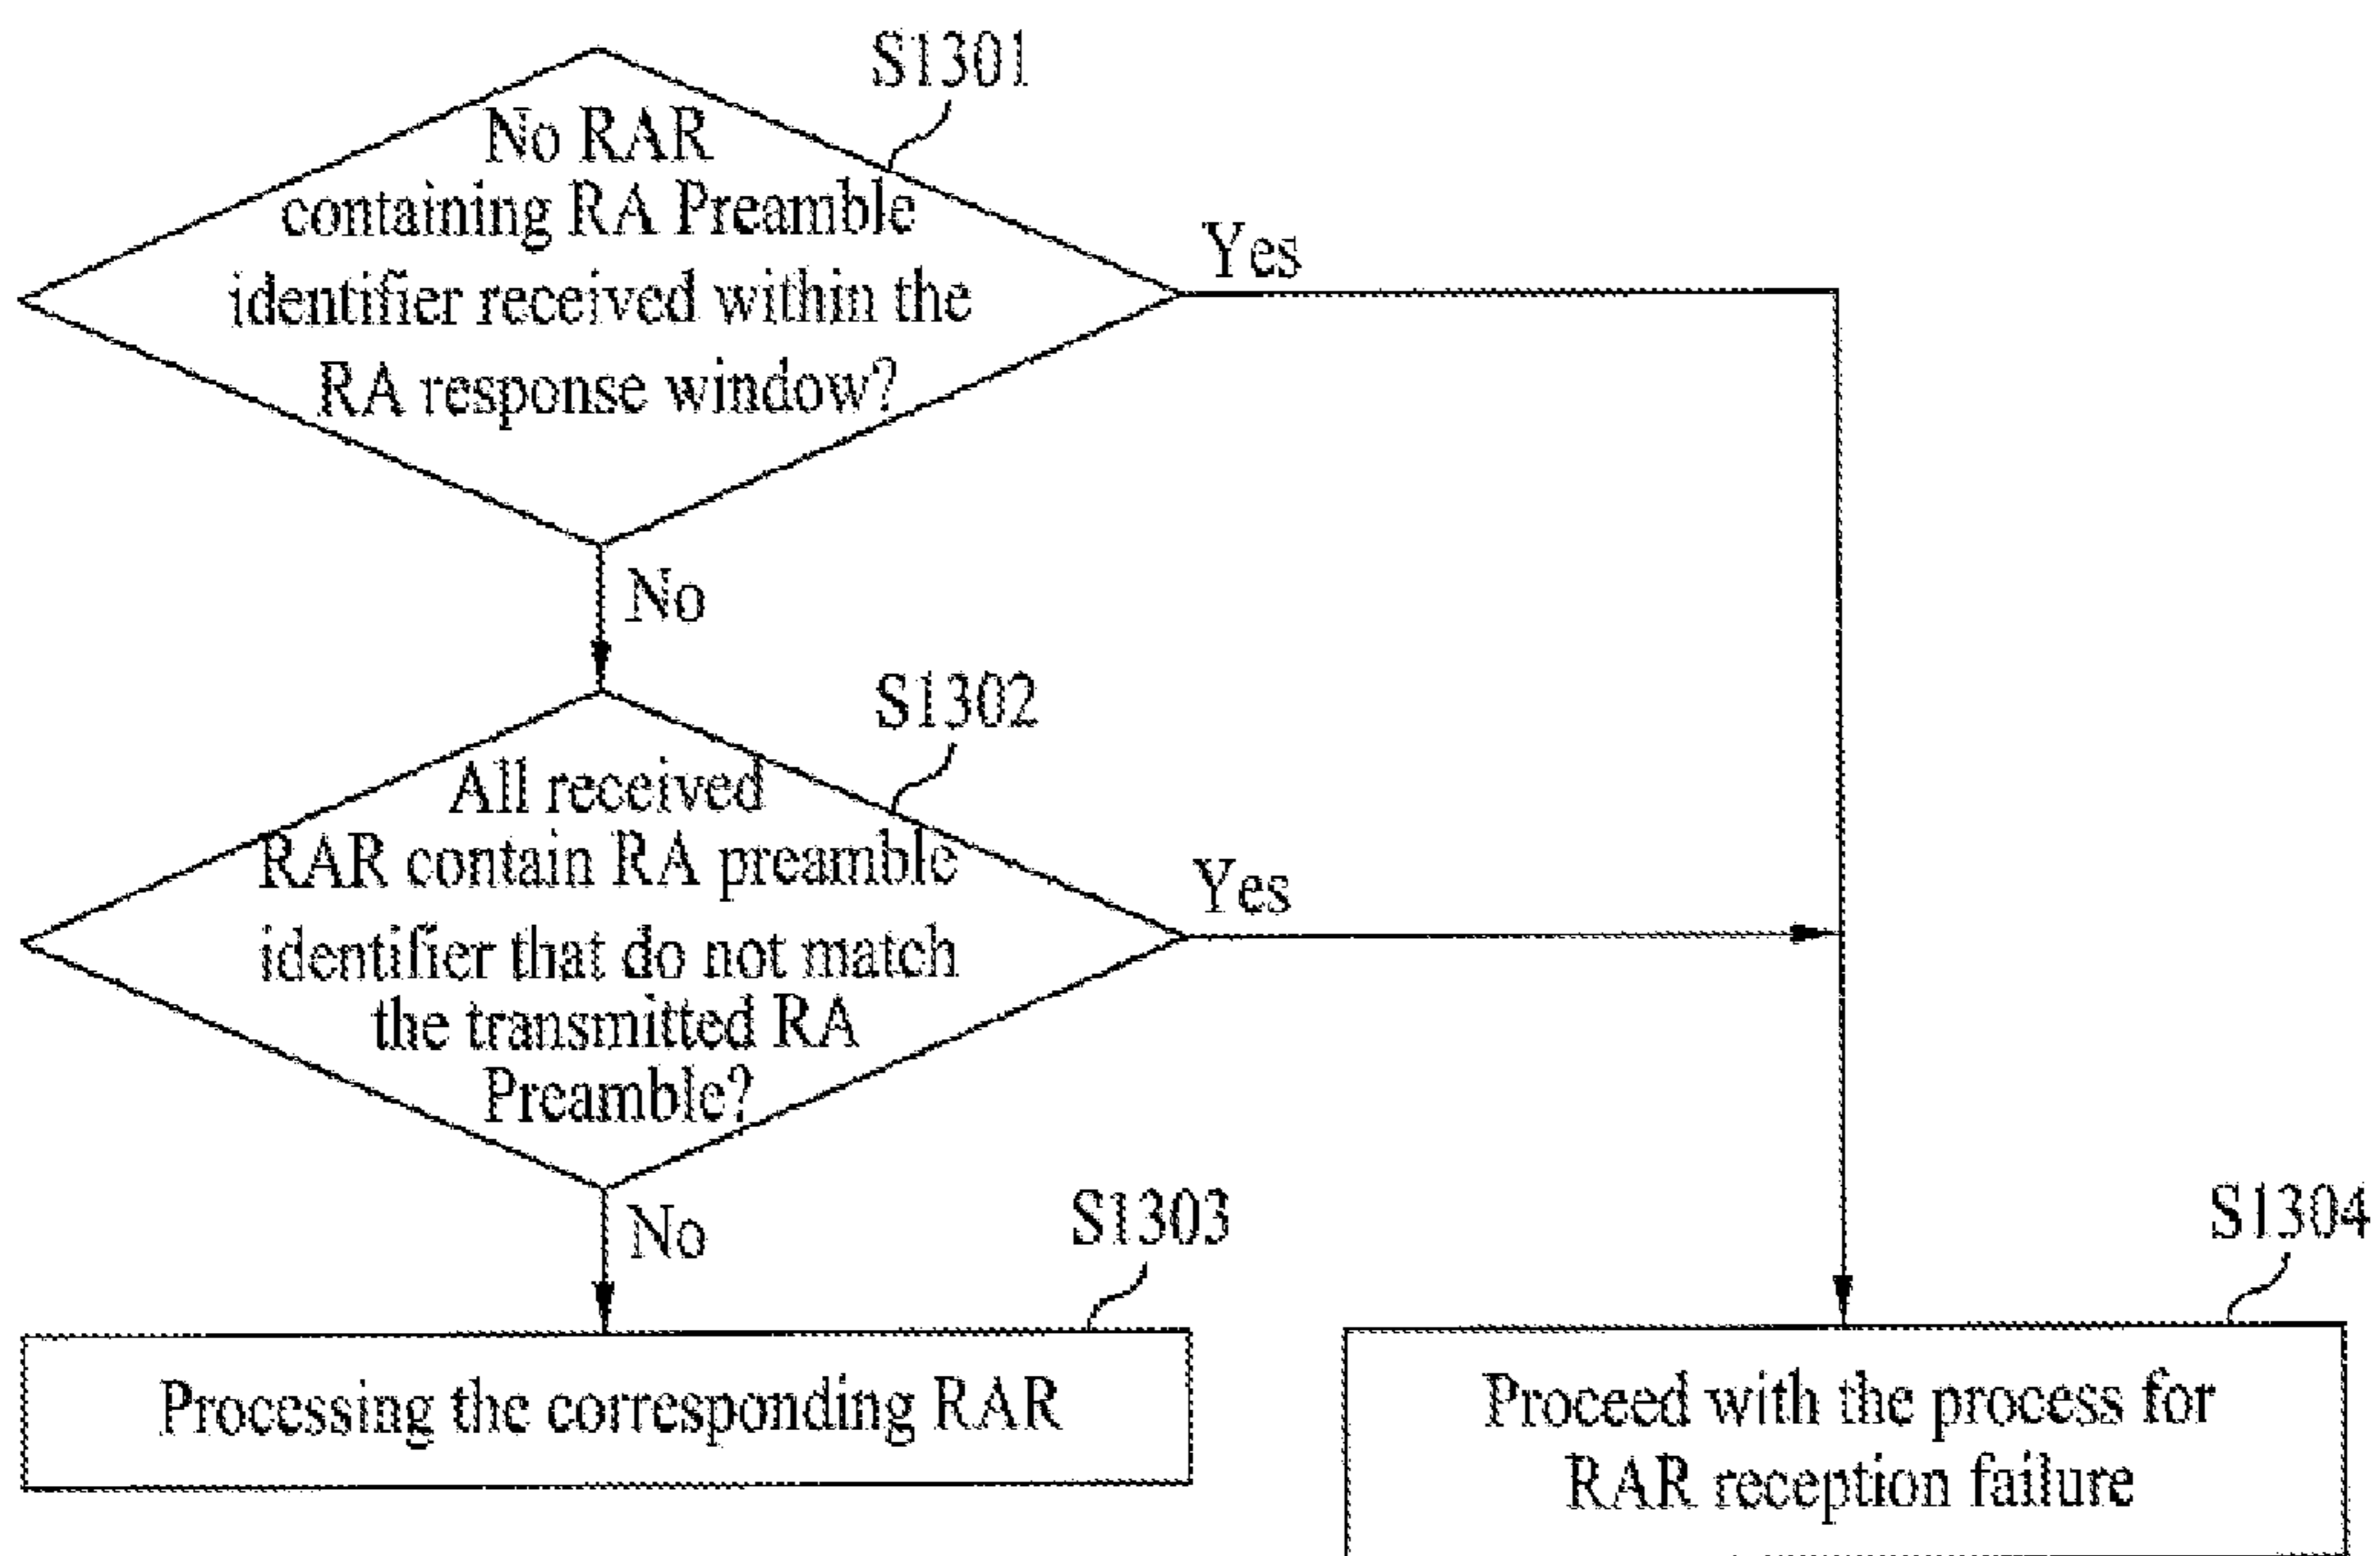 S1301
No RAR
containing RA Preamble
identifier received within the
RA response window?
Yes
No
S1302
All received
RAR contain RA preamble
identifier that do not match
the transmitted RA
Preamble?
Yes
No
S1303
Processing the corresponding RAR
S1304
Proceed with the process for
RAR reception failure